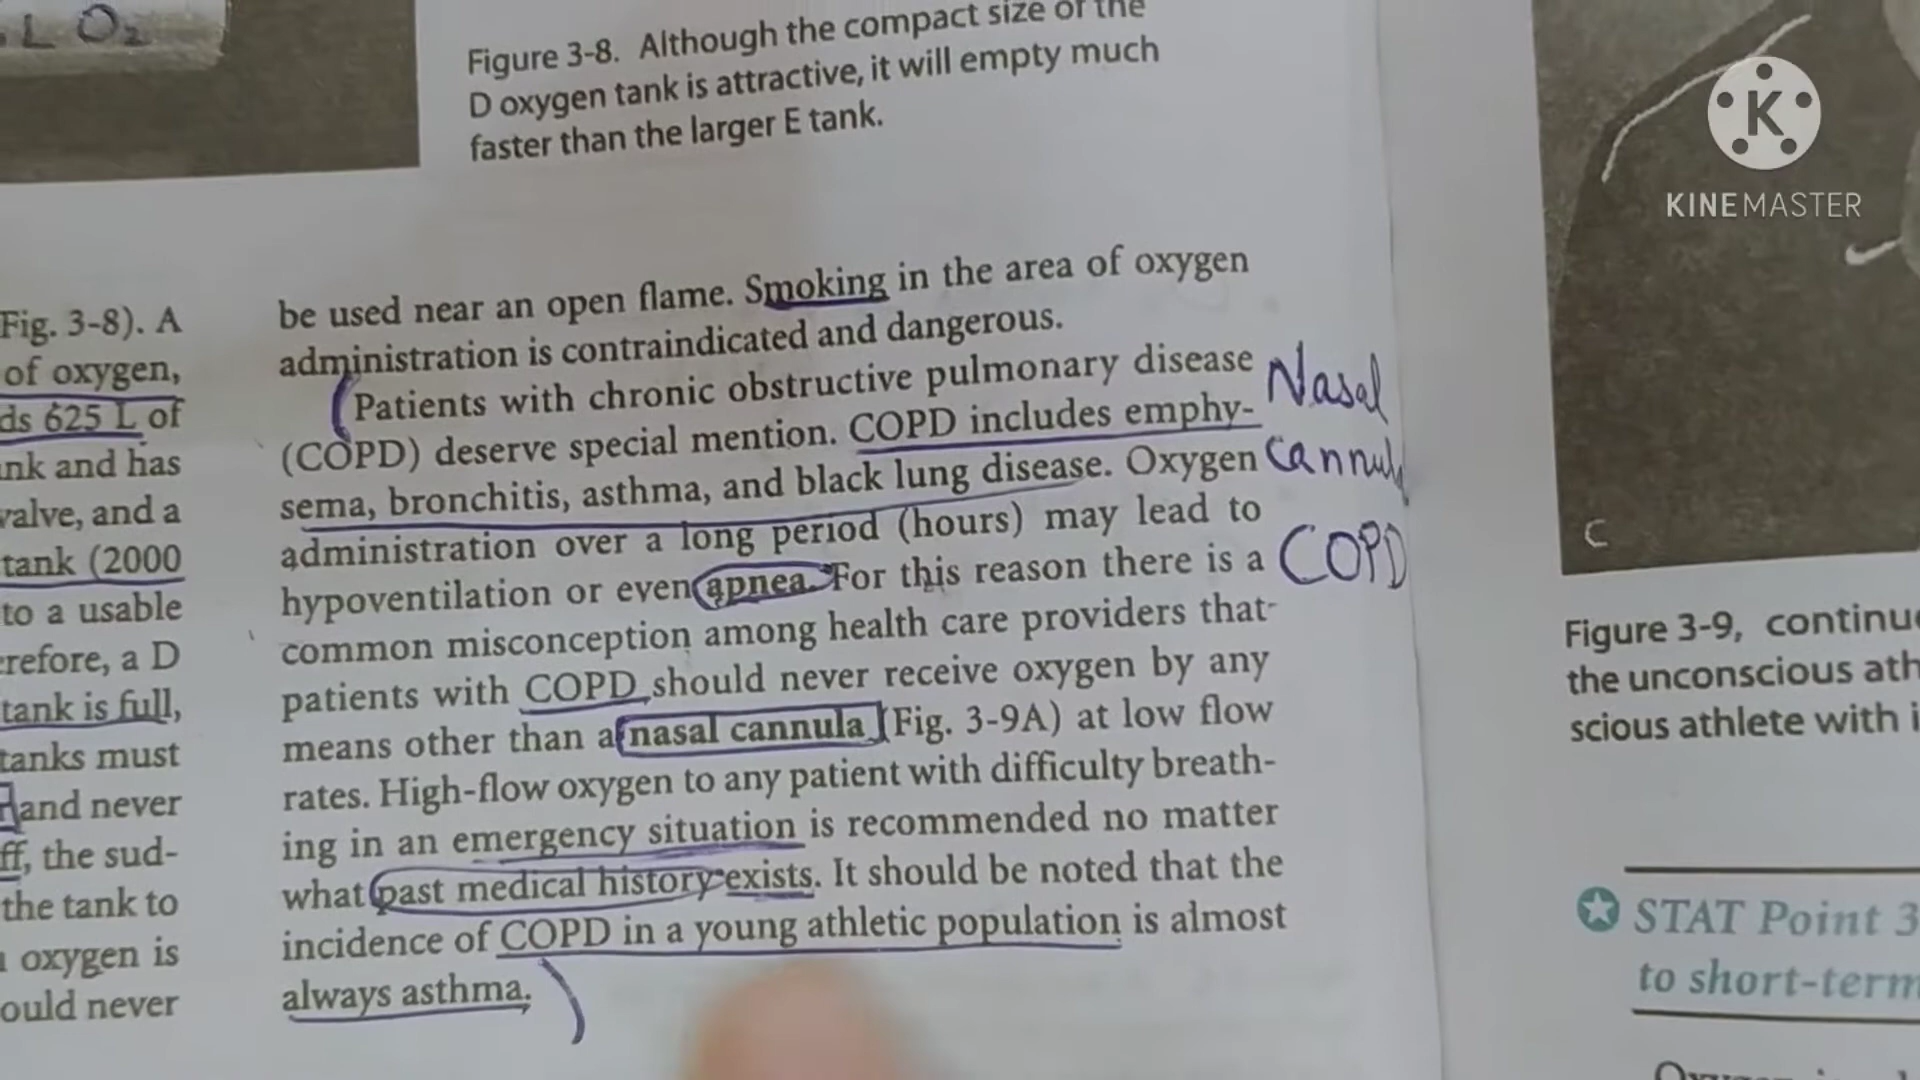 L O₂
Figure 3-8. Although the compact size of the
D oxygen tank is attractive, it will empty much
faster than the larger E tank.
Fig. 3-8). A
of oxygen,
ds 625 L of
nk and has
valve, and a
tank (2000
to a usable
refore, a D
tank is full,
tanks must
and never
ff, the sud-
the tank to
oxygen is
ould never
be used near an open flame. Smoking in the area of oxygen
administration is contraindicated and dangerous.
Patients with chronic obstructive pulmonary disease
(COPD) deserve special mention. COPD includes emphy-
sema, bronchitis, asthma, and black lung disease. Oxygen
administration over a long period (hours) may lead to
hypoventilation or even apnea. For this reason there is a
common misconception among health care providers that
patients with COPD should never receive oxygen by any
means other than a nasal cannula (Fig. 3-9A) at low flow
rates. High-flow oxygen to any patient with difficulty breath-
ing in an emergency situation is recommended no matter
what past medical history exists. It should be noted that the
incidence of COPD in a young athletic population is almost
always asthma.
Nasal
Cannula
COPD
K
KINEMASTER
C
Figure 3-9, continue
the unconscious ath
scious athlete with i
STAT Point 3
to short-term